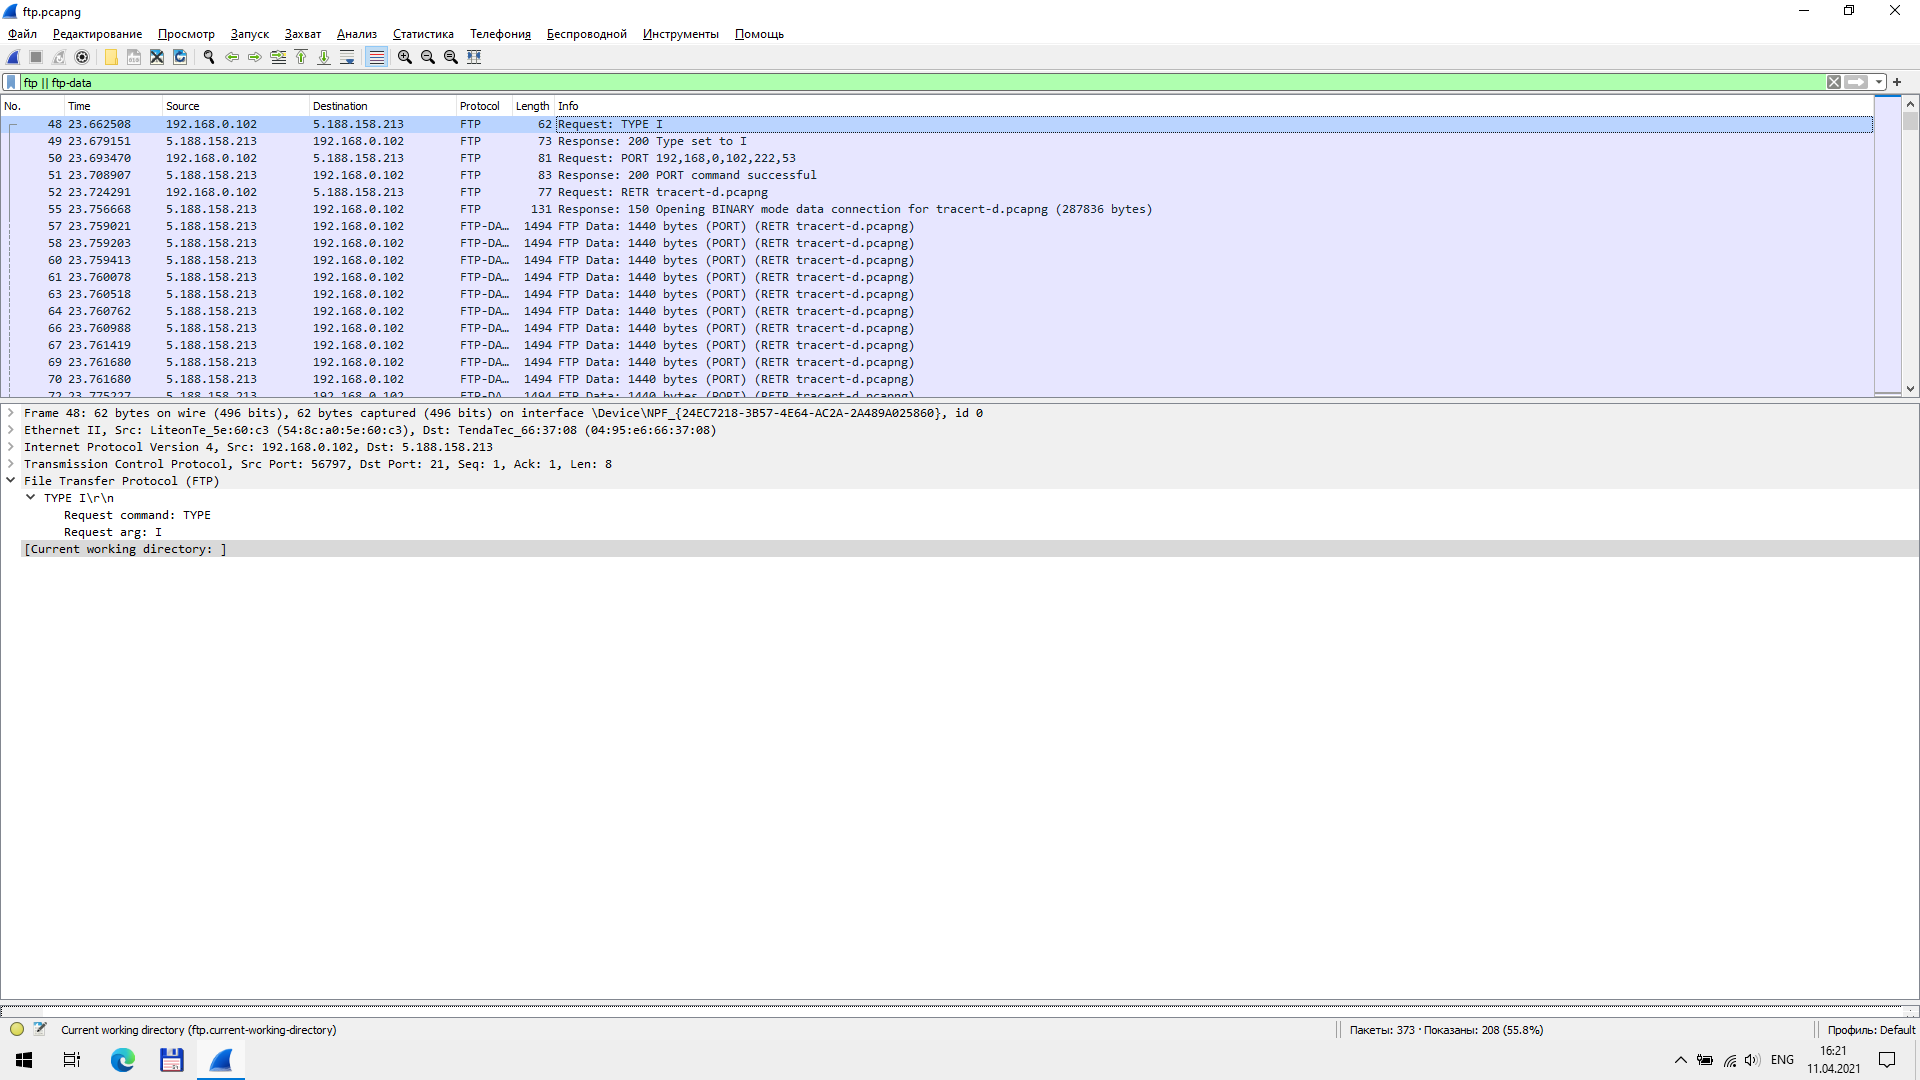 ftp.pcapng
Файл Редактирование Просмотр Запуск Захват Анализ Статистика Телефония Беспроводной Инструменты Помощь
ftp || ftp-data
No. Time Source Destination Protocol Length Info
48 23.662508 192.168.0.102 5.188.158.213 FTP 62 Request: TYPE I
49 23.679151 5.188.158.213 192.168.0.102 FTP 73 Response: 200 Type set to I
50 23.693470 192.168.0.102 5.188.158.213 FTP 81 Request: PORT 192,168,0,102,222,53
51 23.708907 5.188.158.213 192.168.0.102 FTP 83 Response: 200 PORT command successful
52 23.724291 192.168.0.102 5.188.158.213 FTP 77 Request: RETR tracert-d.pcapng
55 23.756668 5.188.158.213 192.168.0.102 FTP 131 Response: 150 Opening BINARY mode data connection for tracert-d.pcapng (287836 bytes)
57 23.759021 5.188.158.213 192.168.0.102 FTP-DA… 1494 FTP Data: 1440 bytes (PORT) (RETR tracert-d.pcapng)
58 23.759203 5.188.158.213 192.168.0.102 FTP-DA… 1494 FTP Data: 1440 bytes (PORT) (RETR tracert-d.pcapng)
60 23.759413 5.188.158.213 192.168.0.102 FTP-DA… 1494 FTP Data: 1440 bytes (PORT) (RETR tracert-d.pcapng)
61 23.760078 5.188.158.213 192.168.0.102 FTP-DA… 1494 FTP Data: 1440 bytes (PORT) (RETR tracert-d.pcapng)
63 23.760518 5.188.158.213 192.168.0.102 FTP-DA… 1494 FTP Data: 1440 bytes (PORT) (RETR tracert-d.pcapng)
64 23.760762 5.188.158.213 192.168.0.102 FTP-DA… 1494 FTP Data: 1440 bytes (PORT) (RETR tracert-d.pcapng)
66 23.760988 5.188.158.213 192.168.0.102 FTP-DA… 1494 FTP Data: 1440 bytes (PORT) (RETR tracert-d.pcapng)
67 23.761419 5.188.158.213 192.168.0.102 FTP-DA… 1494 FTP Data: 1440 bytes (PORT) (RETR tracert-d.pcapng)
69 23.761680 5.188.158.213 192.168.0.102 FTP-DA… 1494 FTP Data: 1440 bytes (PORT) (RETR tracert-d.pcapng)
70 23.761680 5.188.158.213 192.168.0.102 FTP-DA… 1494 FTP Data: 1440 bytes (PORT) (RETR tracert-d.pcapng)
72 23.775227 5.188.158.213 192.168.0.102 FTP-DA… 1494 FTP Data: 1440 bytes (PORT) (RETR tracert-d.pcapng)
Frame 48: 62 bytes on wire (496 bits), 62 bytes captured (496 bits) on interface \Device\NPF_{24EC7218-3B57-4E64-AC2A-2A489A025860}, id 0
Ethernet II, Src: LiteonTe_5e:60:c3 (54:8c:a0:5e:60:c3), Dst: TendaTec_66:37:08 (04:95:e6:66:37:08)
Internet Protocol Version 4, Src: 192.168.0.102, Dst: 5.188.158.213
Transmission Control Protocol, Src Port: 56797, Dst Port: 21, Seq: 1, Ack: 1, Len: 8
File Transfer Protocol (FTP)
TYPE I\r\n
Request command: TYPE
Request arg: I
[Current working directory: ]
Current working directory (ftp.current-working-directory) Пакеты: 373 · Показаны: 208 (55.8%) Профиль: Default
ENG 16:21
11.04.2021